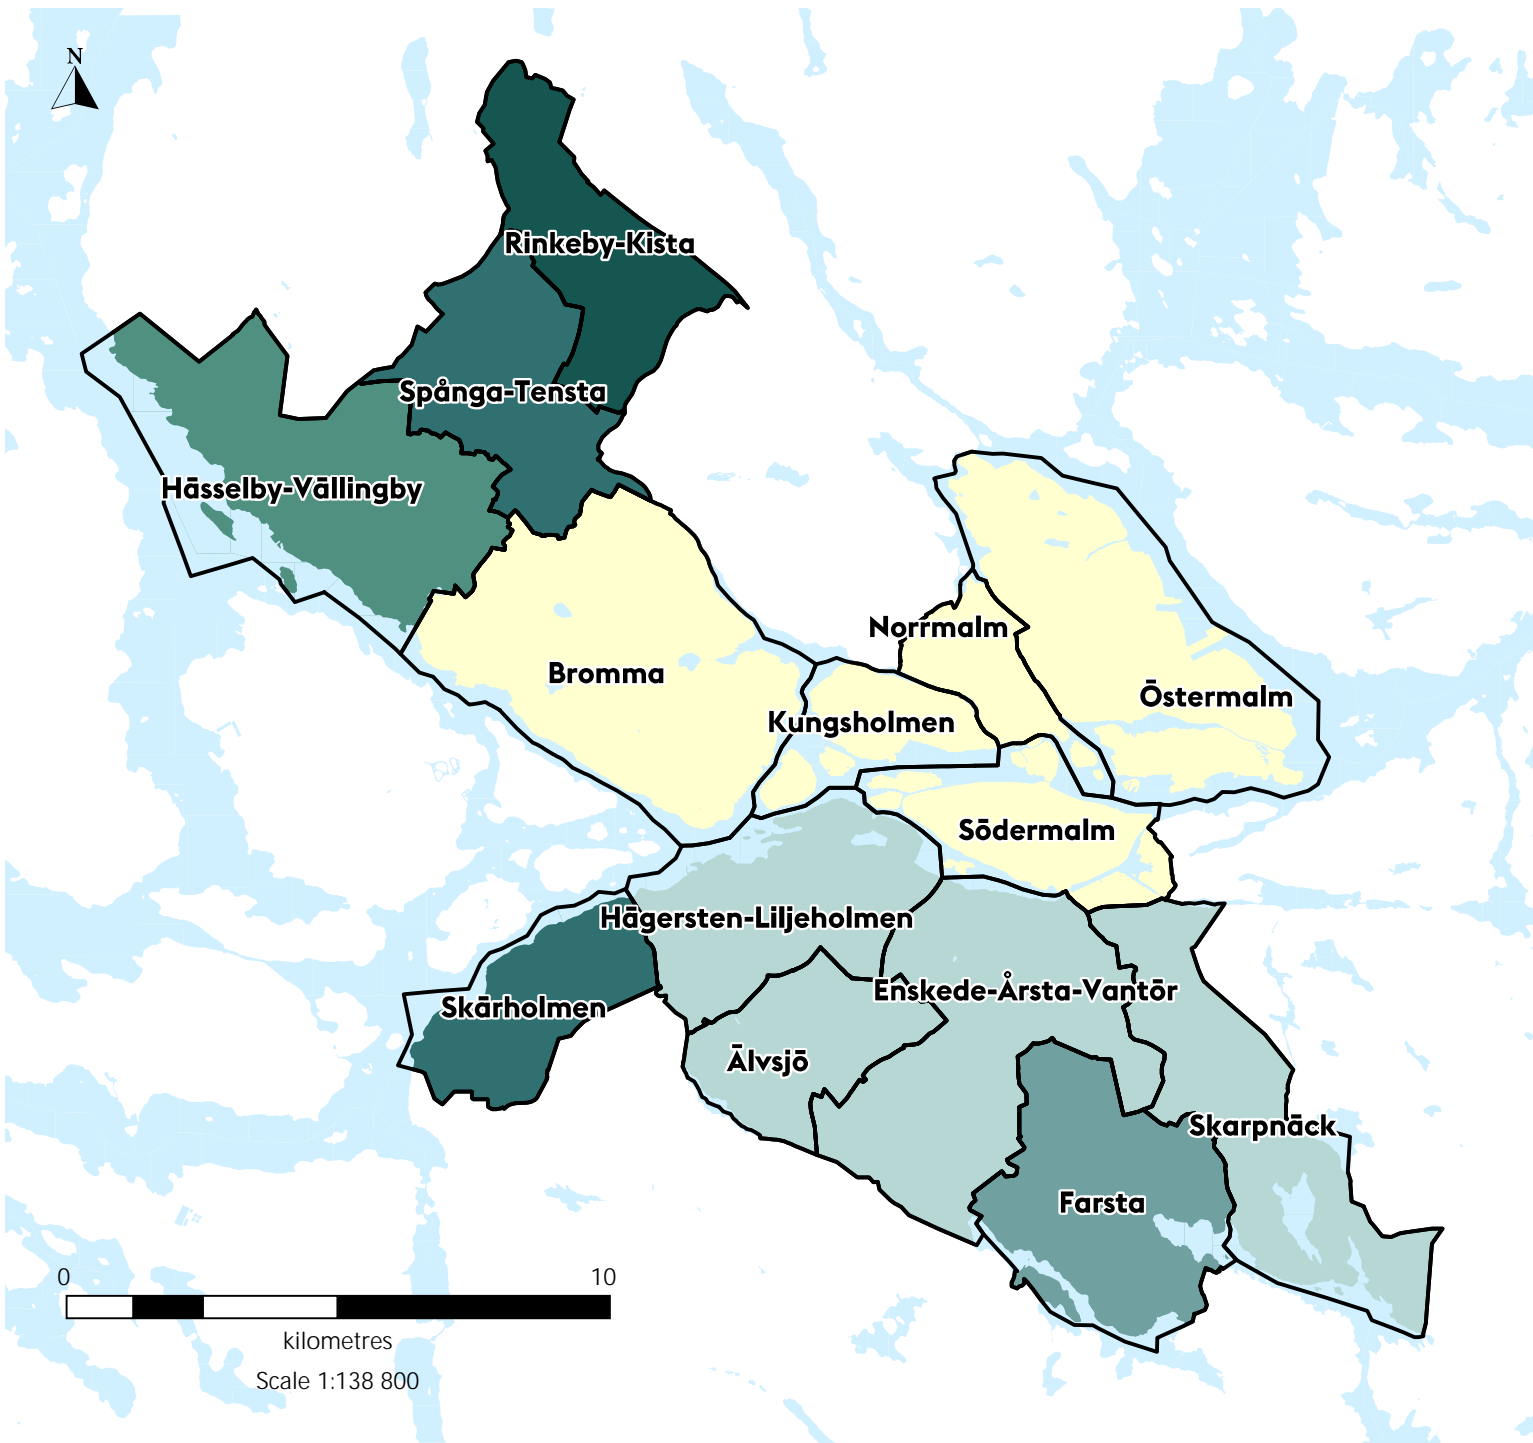 N
Rinkeby-Kista
Spånga-Tensta
Hässelby-Vällingby
Norrmalm
Bromma
Östermalm
Kungsholmen
Södermalm
Hägersten-Liljeholmen
Enskede-Årsta-Vantör
Skärholmen
Älvsjö
Skarpnäck
Farsta
0 10
kilometres
Scale 1:138 800